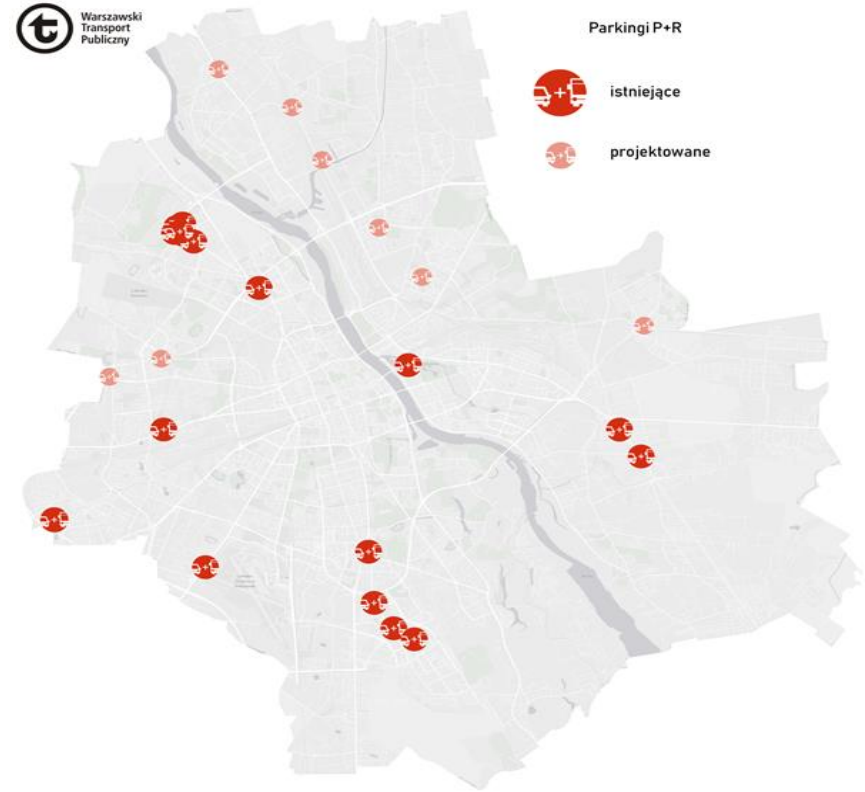 Warszawski
Transport
Publiczny
Parkingi P+R
istniejące
projektowane